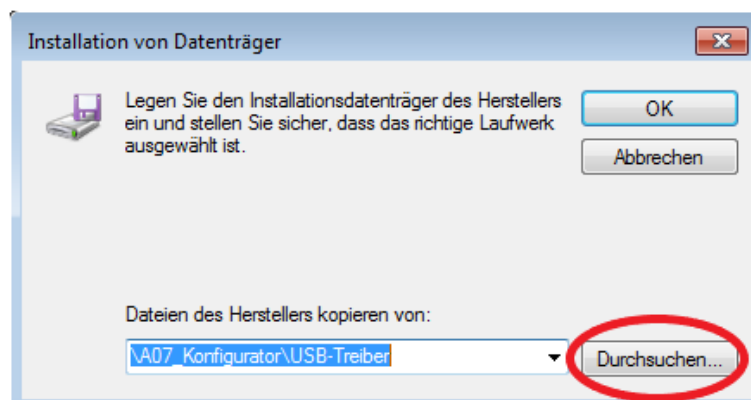 Installation von Datenträger
Legen Sie den Installationsdatenträger des Herstellers
ein und stellen Sie sicher, dass das richtige Laufwerk
ausgewählt ist.
OK
Abbrechen
Dateien des Herstellers kopieren von:
\A07_Konfigurator\USB-Treiber
Durchsuchen...